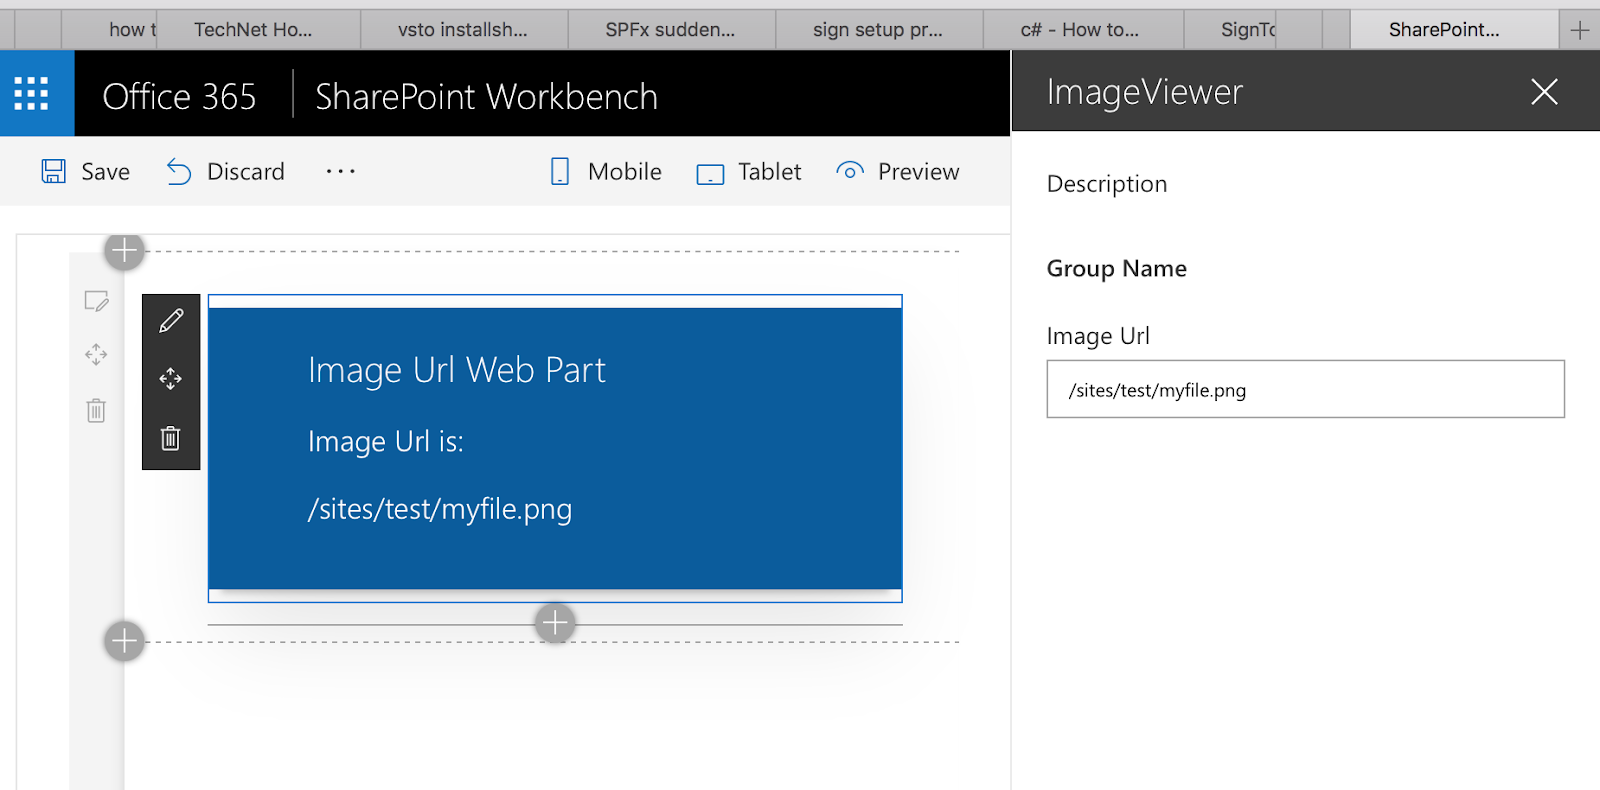 how t TechNet Ho... vsto installsh... SPFx sudden... sign setup pr... c# - How to... SignTo SharePoint...
Office 365 SharePoint Workbench
ImageViewer
Save Discard ... Mobile Tablet Preview
Description
Group Name
Image Url
/sites/test/myfile.png
Image Url Web Part
Image Url is:
/sites/test/myfile.png